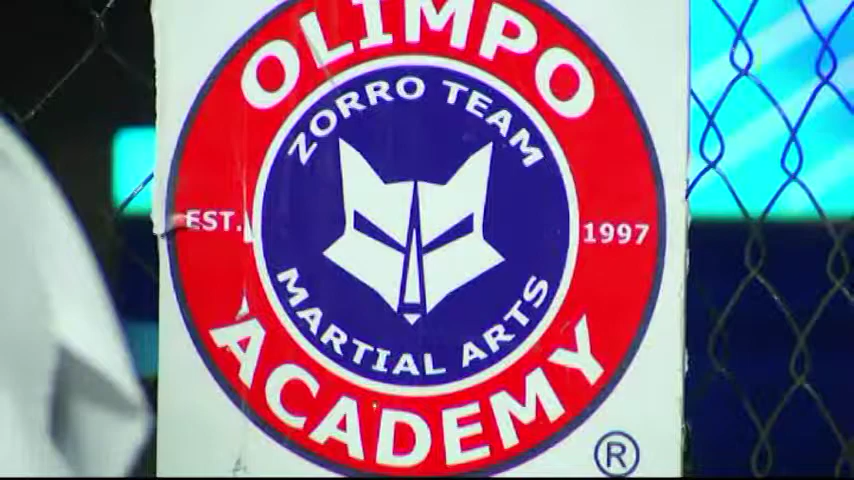 OLIMPO
ZORRO TEAM
EST. 1997
MARTIAL ARTS
ACADEMY
®